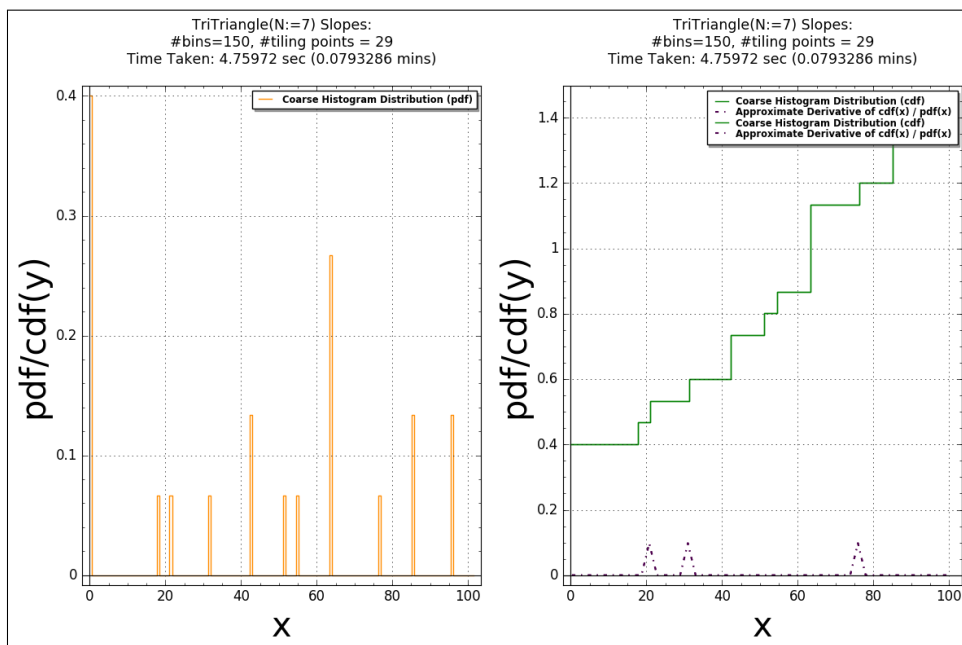 TriTriangle(N:=7) Slopes:
#bins=150, #tiling points = 29
Time Taken: 4.75972 sec (0.0793286 mins)
Coarse Histogram Distribution (pdf)
0.4
0.3
0.2
0.1
0
pdf/cdf(y)
0 20 40 60 80 100
x
TriTriangle(N:=7) Slopes:
#bins=150, #tiling points = 29
Time Taken: 4.75972 sec (0.0793286 mins)
Coarse Histogram Distribution (cdf)
Approximate Derivative of cdf(x) / pdf(x)
Coarse Histogram Distribution (cdf)
Approximate Derivative of cdf(x) / pdf(x)
1.4
1.2
1
0.8
0.6
0.4
0.2
0
pdf/cdf(y)
0 20 40 60 80 100
x